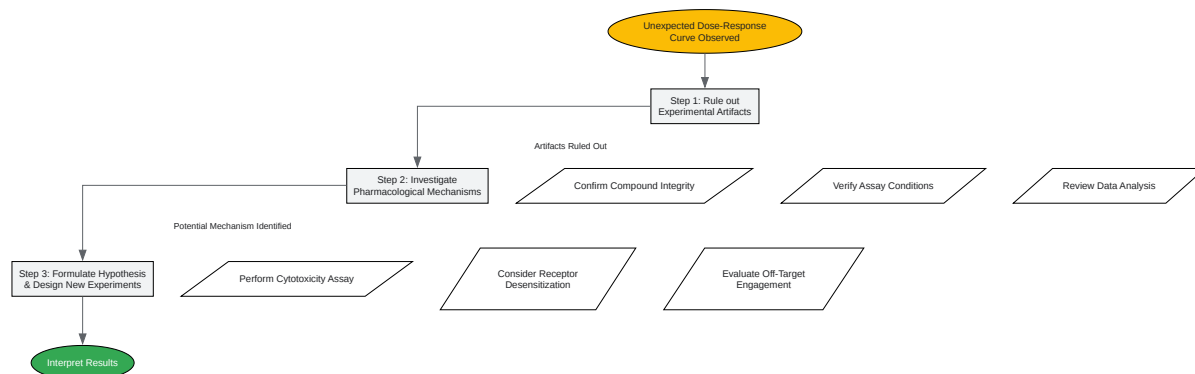 Unexpected Dose-Response
Curve Observed
Step 1: Rule out
Experimental Artifacts
Artifacts Ruled Out
Step 2: Investigate
Pharmacological Mechanisms
Confirm Compound Integrity
Verify Assay Conditions
Review Data Analysis
Potential Mechanism Identified
Step 3: Formulate Hypothesis
& Design New Experiments
Perform Cytotoxicity Assay
Consider Receptor
Desensitization
Evaluate Off-Target
Engagement
Interpret Results